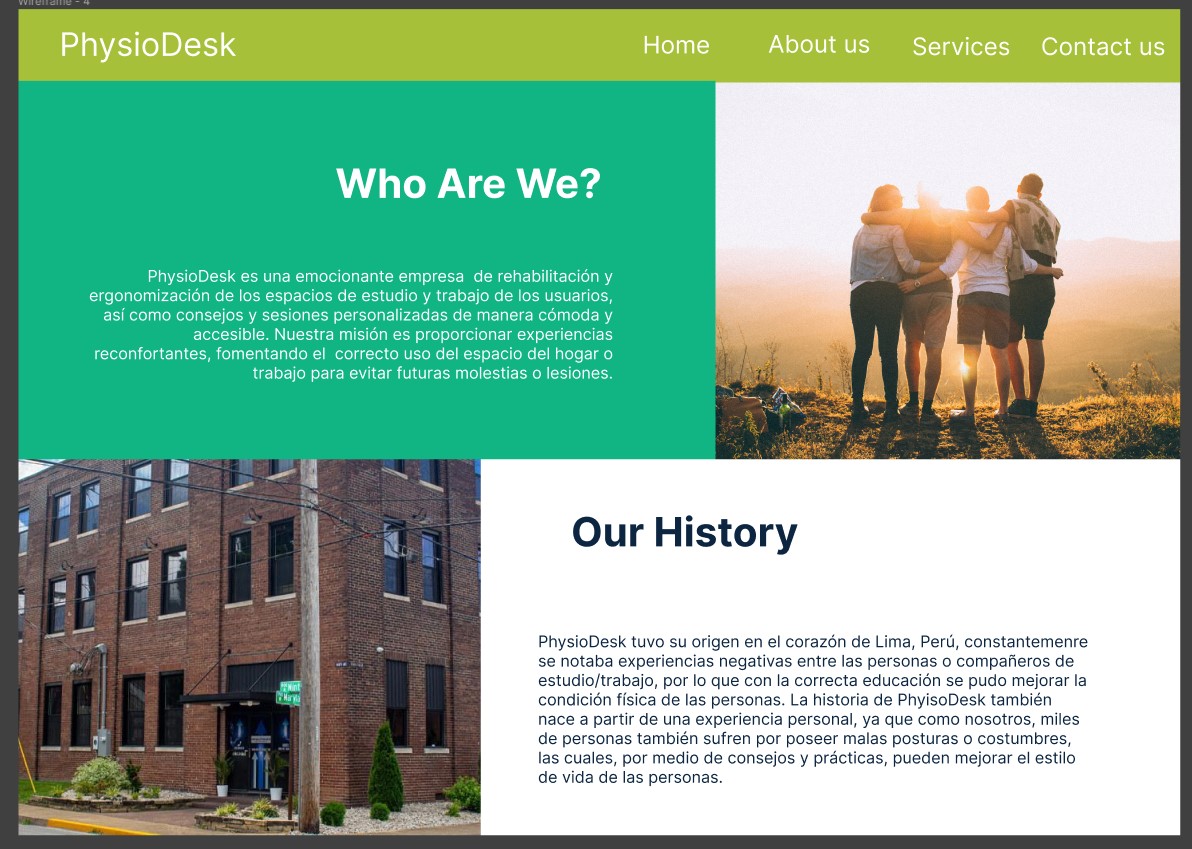 Wireframe - 4
PhysioDesk
Home About us Services Contact us
Who Are We?
PhysioDesk es una emocionante empresa  de rehabilitación y
ergonomización de los espacios de estudio y trabajo de los usuarios,
así como consejos y sesiones personalizadas de manera cómoda y
accesible. Nuestra misión es proporcionar experiencias
reconfortantes, fomentando el  correcto uso del espacio del hogar o
trabajo para evitar futuras molestias o lesiones.
Our History
PhysioDesk tuvo su origen en el corazón de Lima, Perú, constantemenre
se notaba experiencias negativas entre las personas o compañeros de
estudio/trabajo, por lo que con la correcta educación se pudo mejorar la
condición física de las personas. La historia de PhyisoDesk también
nace a partir de una experiencia personal, ya que como nosotros, miles
de personas también sufren por poseer malas posturas o costumbres,
las cuales, por medio de consejos y prácticas, pueden mejorar el estilo
de vida de las personas.